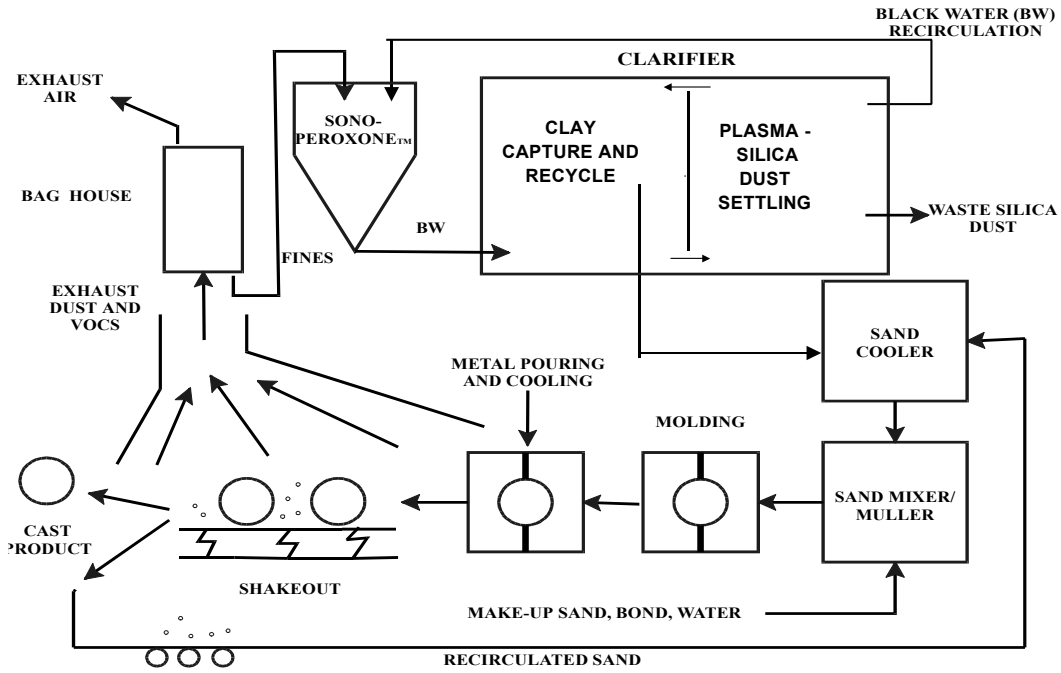 BLACK WATER (BW)
RECIRCULATION
CLARIFIER
EXHAUST
AIR
SONO-
PEROXONE™
CLAY
CAPTURE AND
RECYCLE
PLASMA -
SILICA
DUST
SETTLING
BAG HOUSE
BW
WASTE SILICA
DUST
FINES
EXHAUST
DUST AND
VOCS
SAND
COOLER
METAL POURING
AND COOLING
MOLDING
SAND MIXER/
MULLER
CAST
PRODUCT
SHAKEOUT
MAKE-UP SAND, BOND, WATER
RECIRCULATED SAND